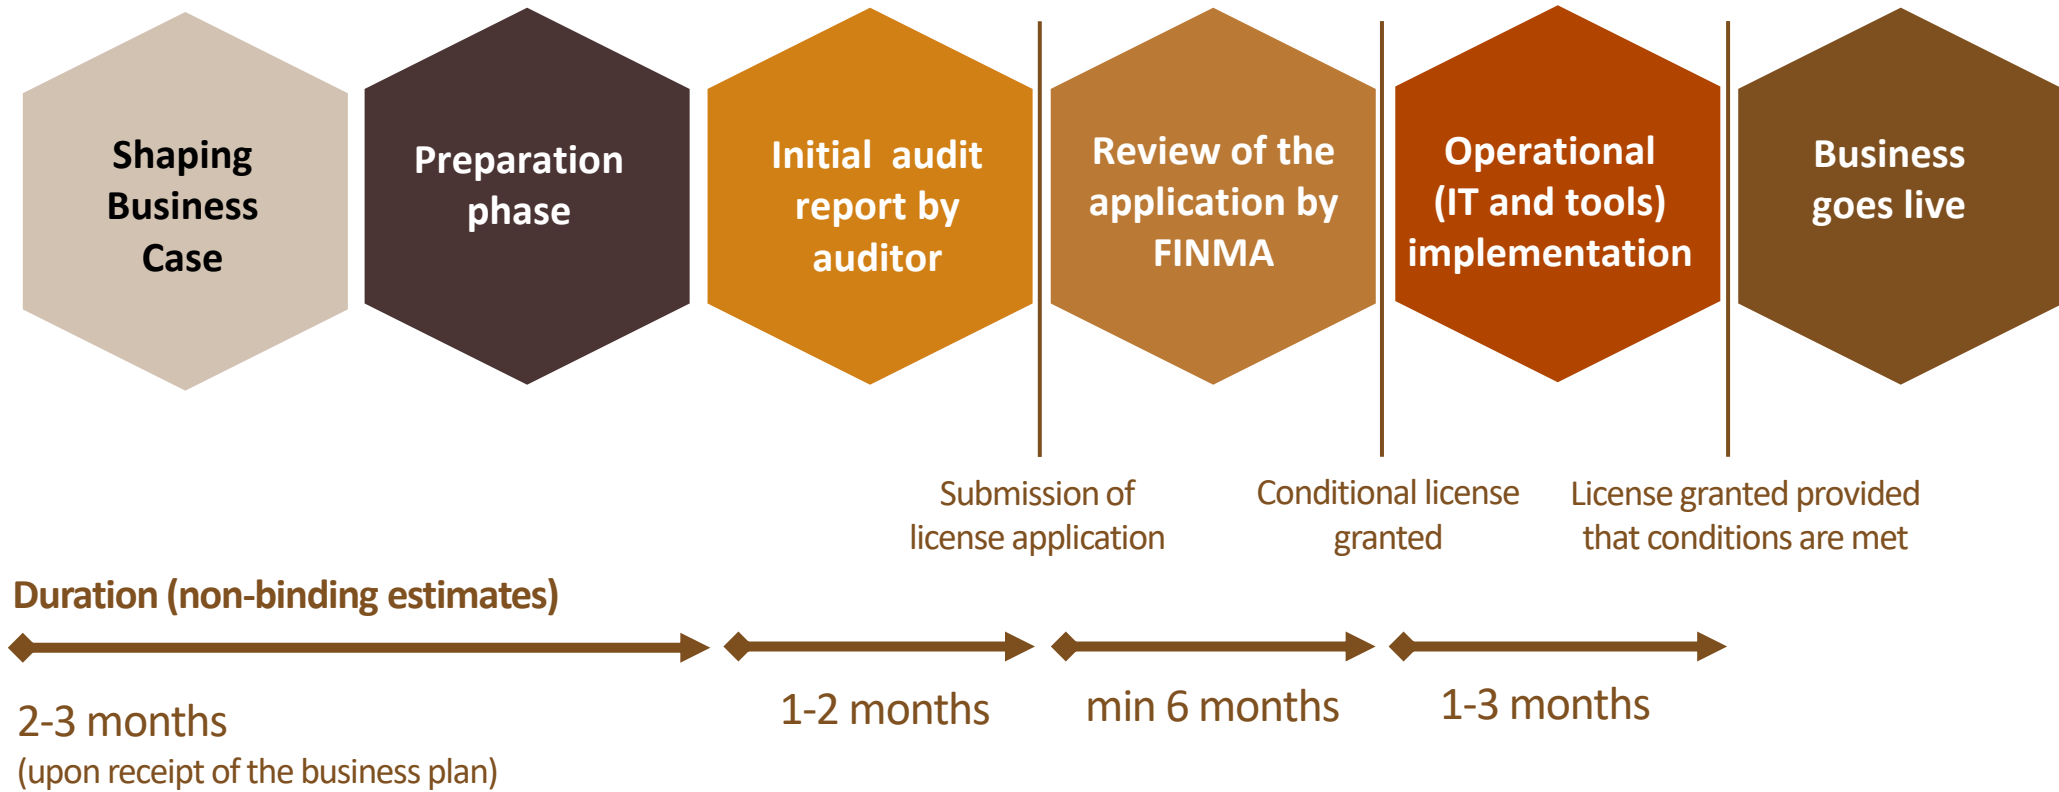 Shaping
Business
Case
Preparation
phase
Initial audit
report by
auditor
Review of the
application by
FINMA
Operational
(IT and tools)
implementation
Business
goes live
Submission of
license application
Conditional license
granted
License granted provided
that conditions are met
Duration (non-binding estimates)
2-3 months
(upon receipt of the business plan)
1-2 months
min 6 months
1-3 months